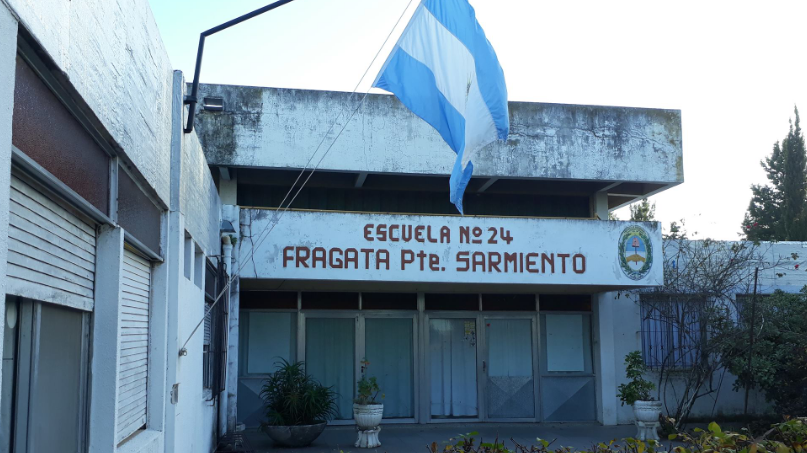 ESCUELA Nº 24
FRAGATA Pte. SARMIENTO